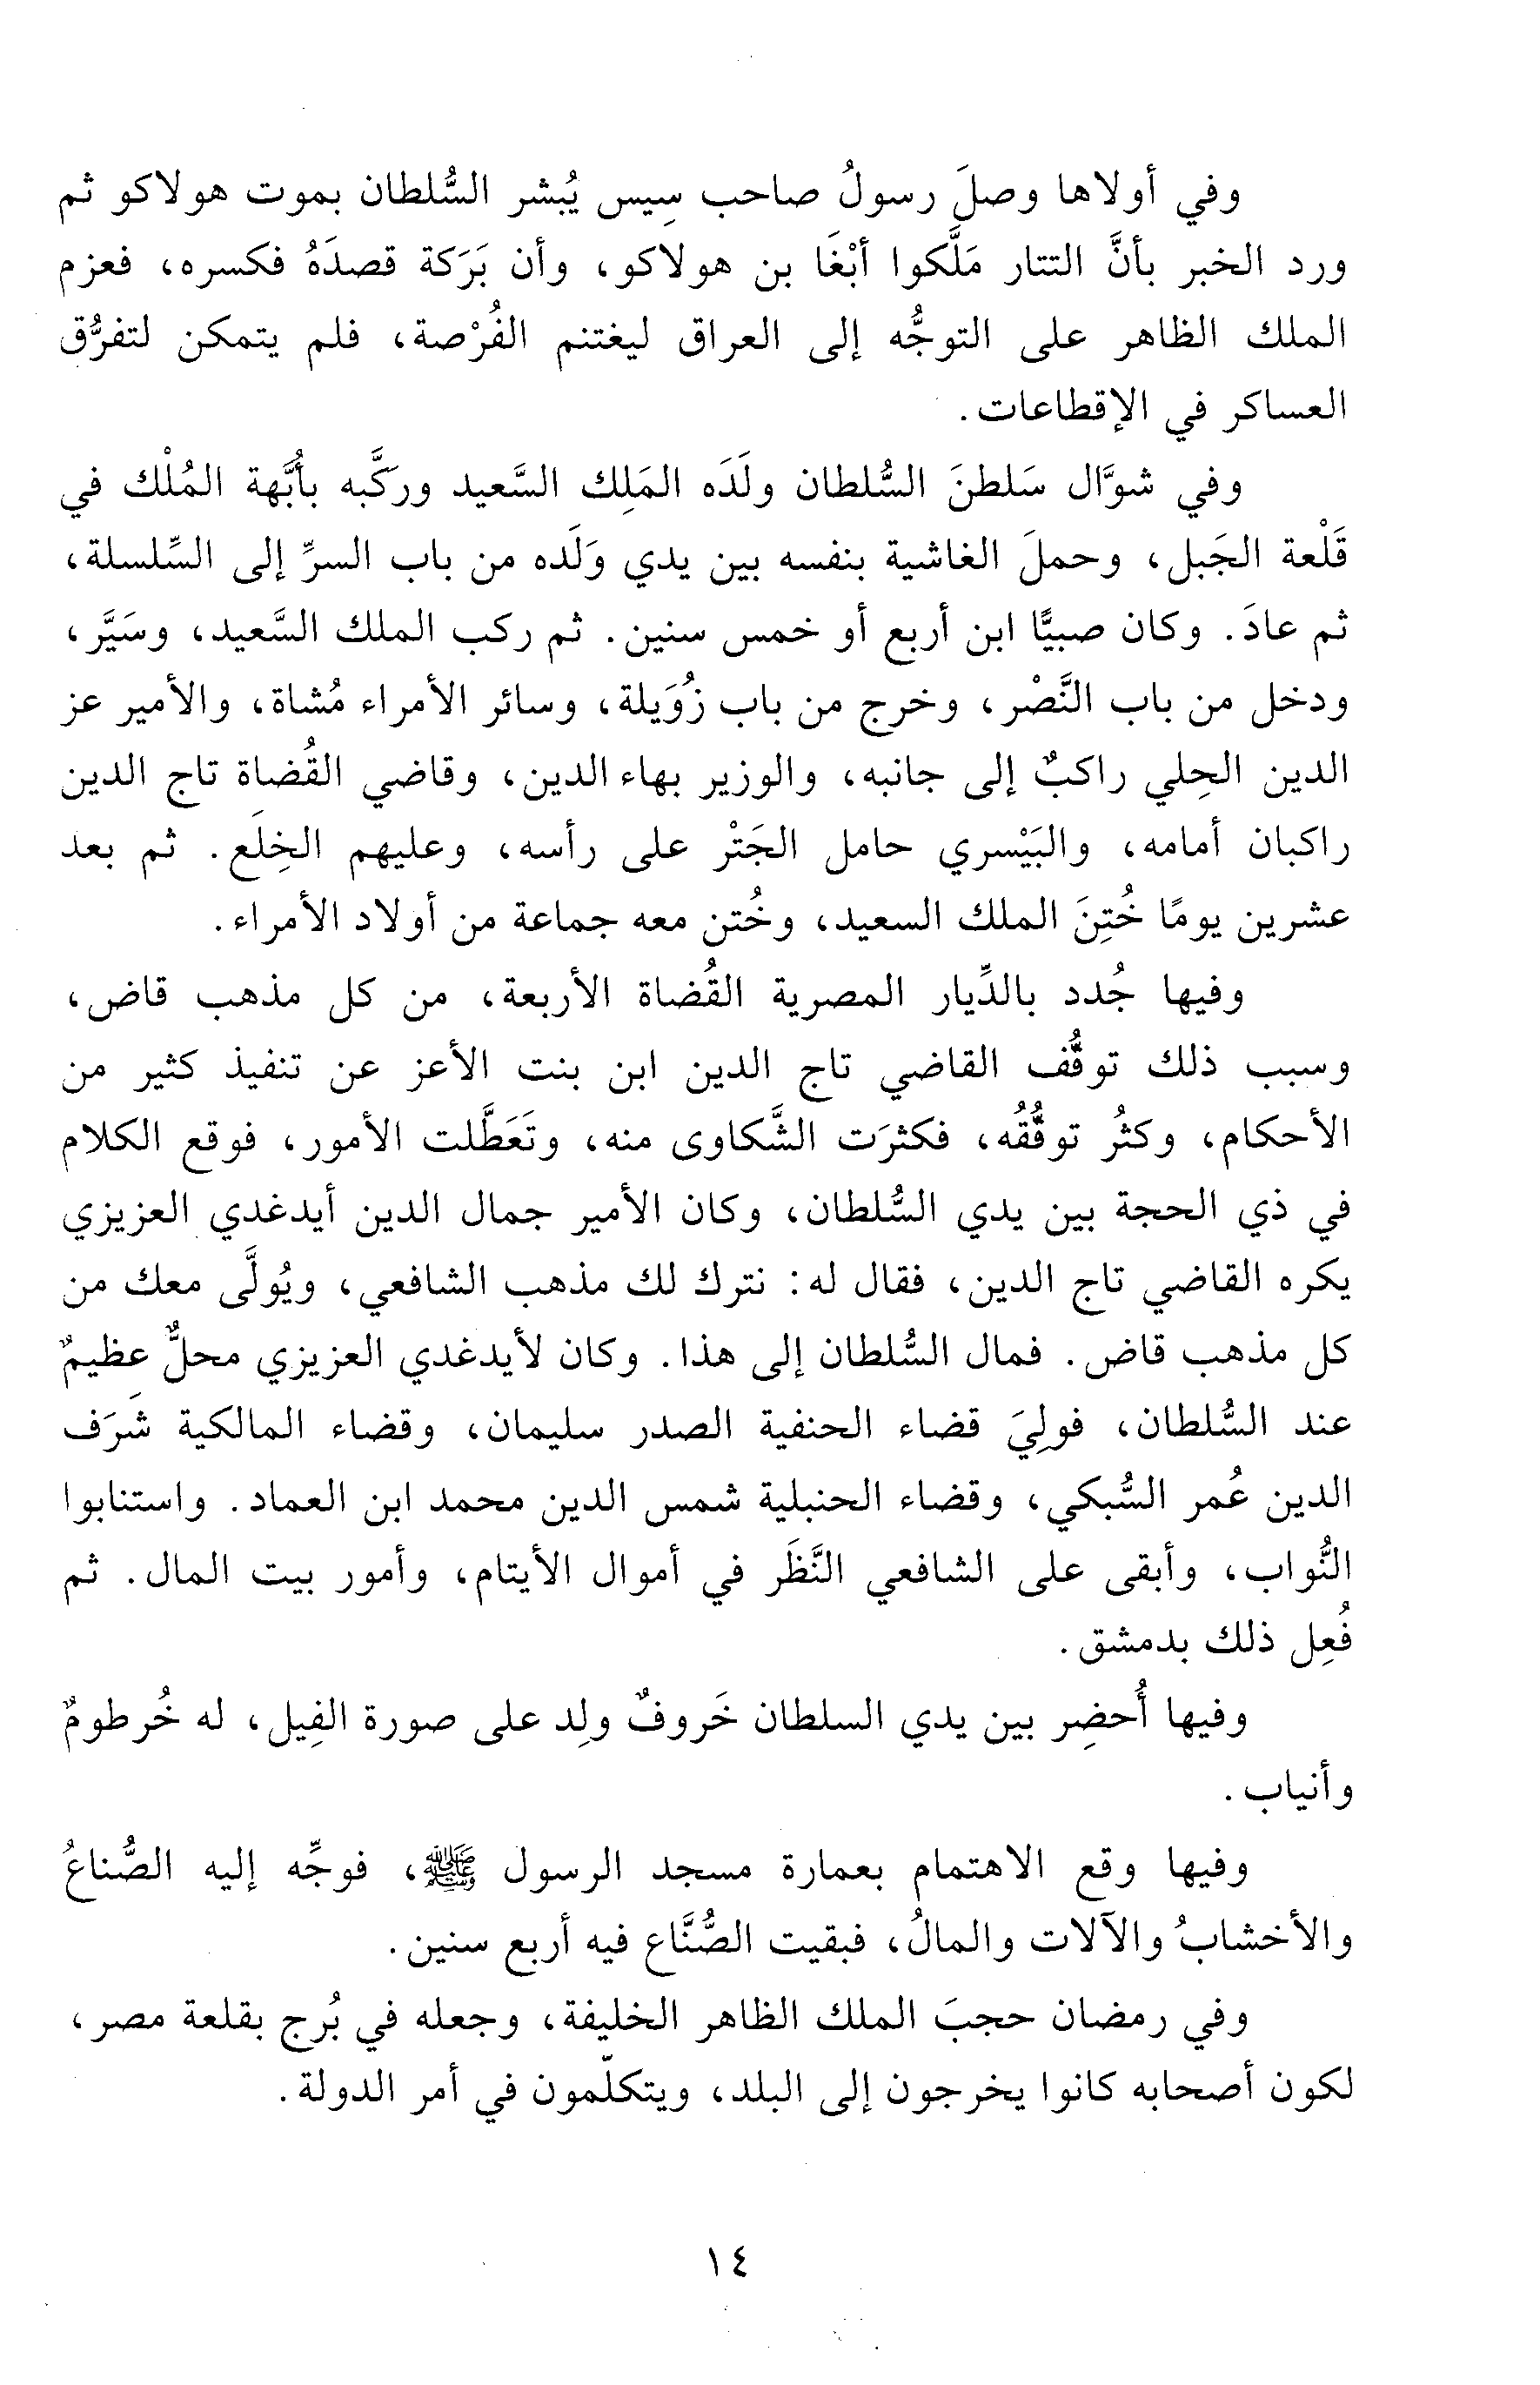 وفي أولاها وصلَ رسولُ صاحب سِيس يُبشر السُّلطان بموت هولاكو ثم
ورد الخبر بأنَّ التتار مَلَّكوا أبْغَا بن هولاكو، وأن بَرَكة قصدَهُ فكسره، فعزم
الملك الظاهر على التوجُّه إلى العراق ليغتنم الفُرْصة، فلم يتمكن لتفرُّق
العساكر في الإقطاعات.
وفي شوَّال سَلطنَ السُّلطان ولَدَه المَلِك السَّعيد وركَّبه بأُبَّهة المُلْك في
قَلْعة الجَبل، وحملَ الغاشية بنفسه بين يدي وَلَده من باب السرِّ إلى السِّلسلة،
ثم عادَ. وكان صبيًّا ابن أربع أو خمس سنين. ثم ركب الملك السَّعيد، وسَيَّر،
ودخل من باب النَّصْر، وخرج من باب زُوَيلة، وسائر الأمراء مُشاة، والأمير عز
الدين الحِلي راكبٌ إلى جانبه، والوزير بهاء الدين، وقاضي القُضاة تاج الدين
راكبان أمامه، والبَيْسري حامل الجَتْر على رأسه، وعليهم الخِلَع. ثم بعد
عشرين يومًا خُتِنَ الملك السعيد، وخُتن معه جماعة من أولاد الأمراء.
وفيها جُدد بالدِّيار المصرية القُضاة الأربعة، من كل مذهب قاض،
وسبب ذلك توقُّف القاضي تاج الدين ابن بنت الأعز عن تنفيذ كثير من
الأحكام، وكثُر توقُّفُه، فكثرَت الشَّكاوى منه، وتَعَطَّلت الأمور، فوقع الكلام
في ذي الحجة بين يدي السُّلطان، وكان الأمير جمال الدين أيدغدي العزيزي
يكره القاضي تاج الدين، فقال له: نترك لك مذهب الشافعي، ويُولَّى معك من
كل مذهب قاض. فمال السُّلطان إلى هذا. وكان لأيدغدي العزيزي محلٌّ عظيمٌ
عند السُّلطان، فولِيَ قضاء الحنفية الصدر سليمان، وقضاء المالكية شَرَف
الدين عُمر السُّبكي، وقضاء الحنبلية شمس الدين محمد ابن العماد. واستنابوا
النُّواب، وأبقى على الشافعي النَّظَر في أموال الأيتام، وأمور بيت المال. ثم
فُعِل ذلك بدمشق.
وفيها أُحضِر بين يدي السلطان خَروفٌ ولِد على صورة الفِيل، له خُرطومٌ
وأنياب.
وفيها وقع الاهتمام بعمارة مسجد الرسول ﷺ، فوجِّه إليه الصُّناعُ
والأخشابُ والآلات والمالُ، فبقيت الصُّنَّاع فيه أربع سنين.
وفي رمضان حجبَ الملك الظاهر الخليفة، وجعله في بُرج بقلعة مصر،
لكون أصحابه كانوا يخرجون إلى البلد، ويتكلّمون في أمر الدولة.
١٤